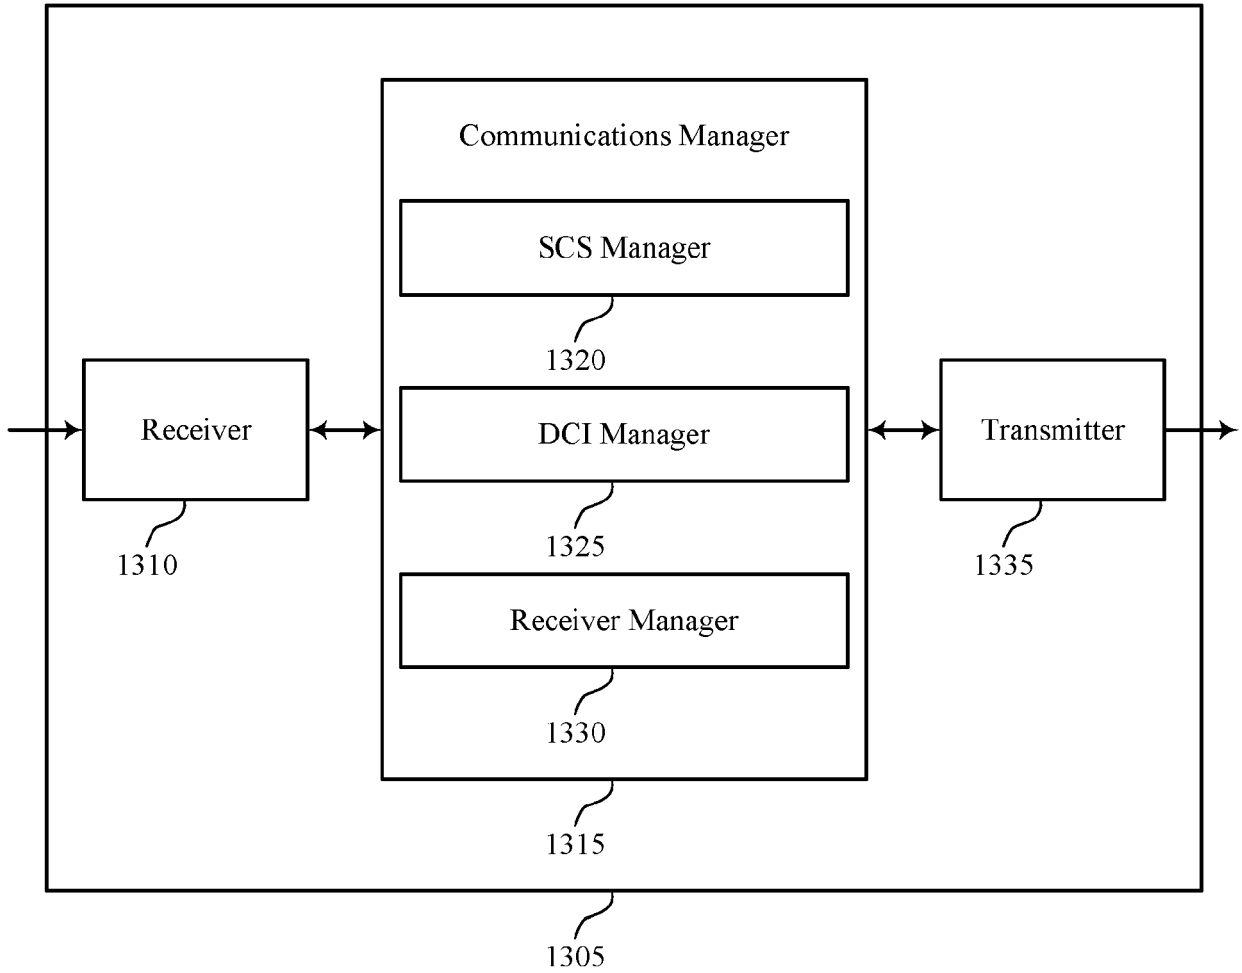 Communications Manager
SCS Manager
1320
Receiver
1310
DCI Manager
1325
Transmitter
1335
Receiver Manager
1330
1315
1305